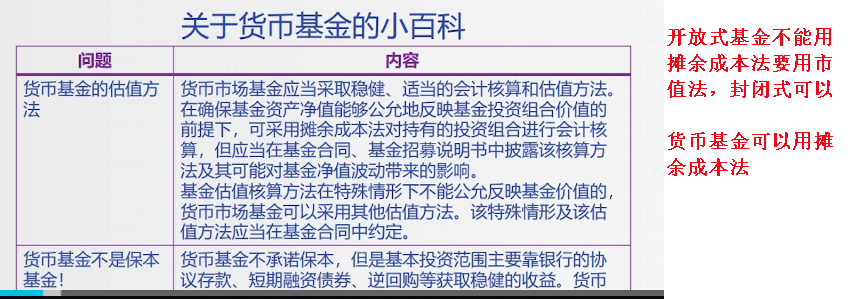 关于货币基金的小百科
问题
内容
货币基金的估值方
法
货币市场基金应当采取稳健、适当的会计核算和估值方法。
在确保基金资产净值能够公允地反映基金投资组合价值的
前提下，可采用摊余成本法对持有的投资组合进行会计核
算，但应当在基金合同、基金招募说明书中披露该核算方
法及其可能对基金净值波动带来的影响。
基金估值核算方法在特殊情形下不能公允反映基金价值的，
货币市场基金可以采用其他估值方法。该特殊情形及该估
值方法应当在基金合同中约定。
货币基金不是保本
基金！
货币基金不承诺保本，但是基本投资范围主要靠银行的协
议存款、短期融资债券、逆回购等获取稳健的收益。货币
开放式基金不能用
摊余成本法要用市
值法，封闭式可以
货币基金可以用摊
余成本法